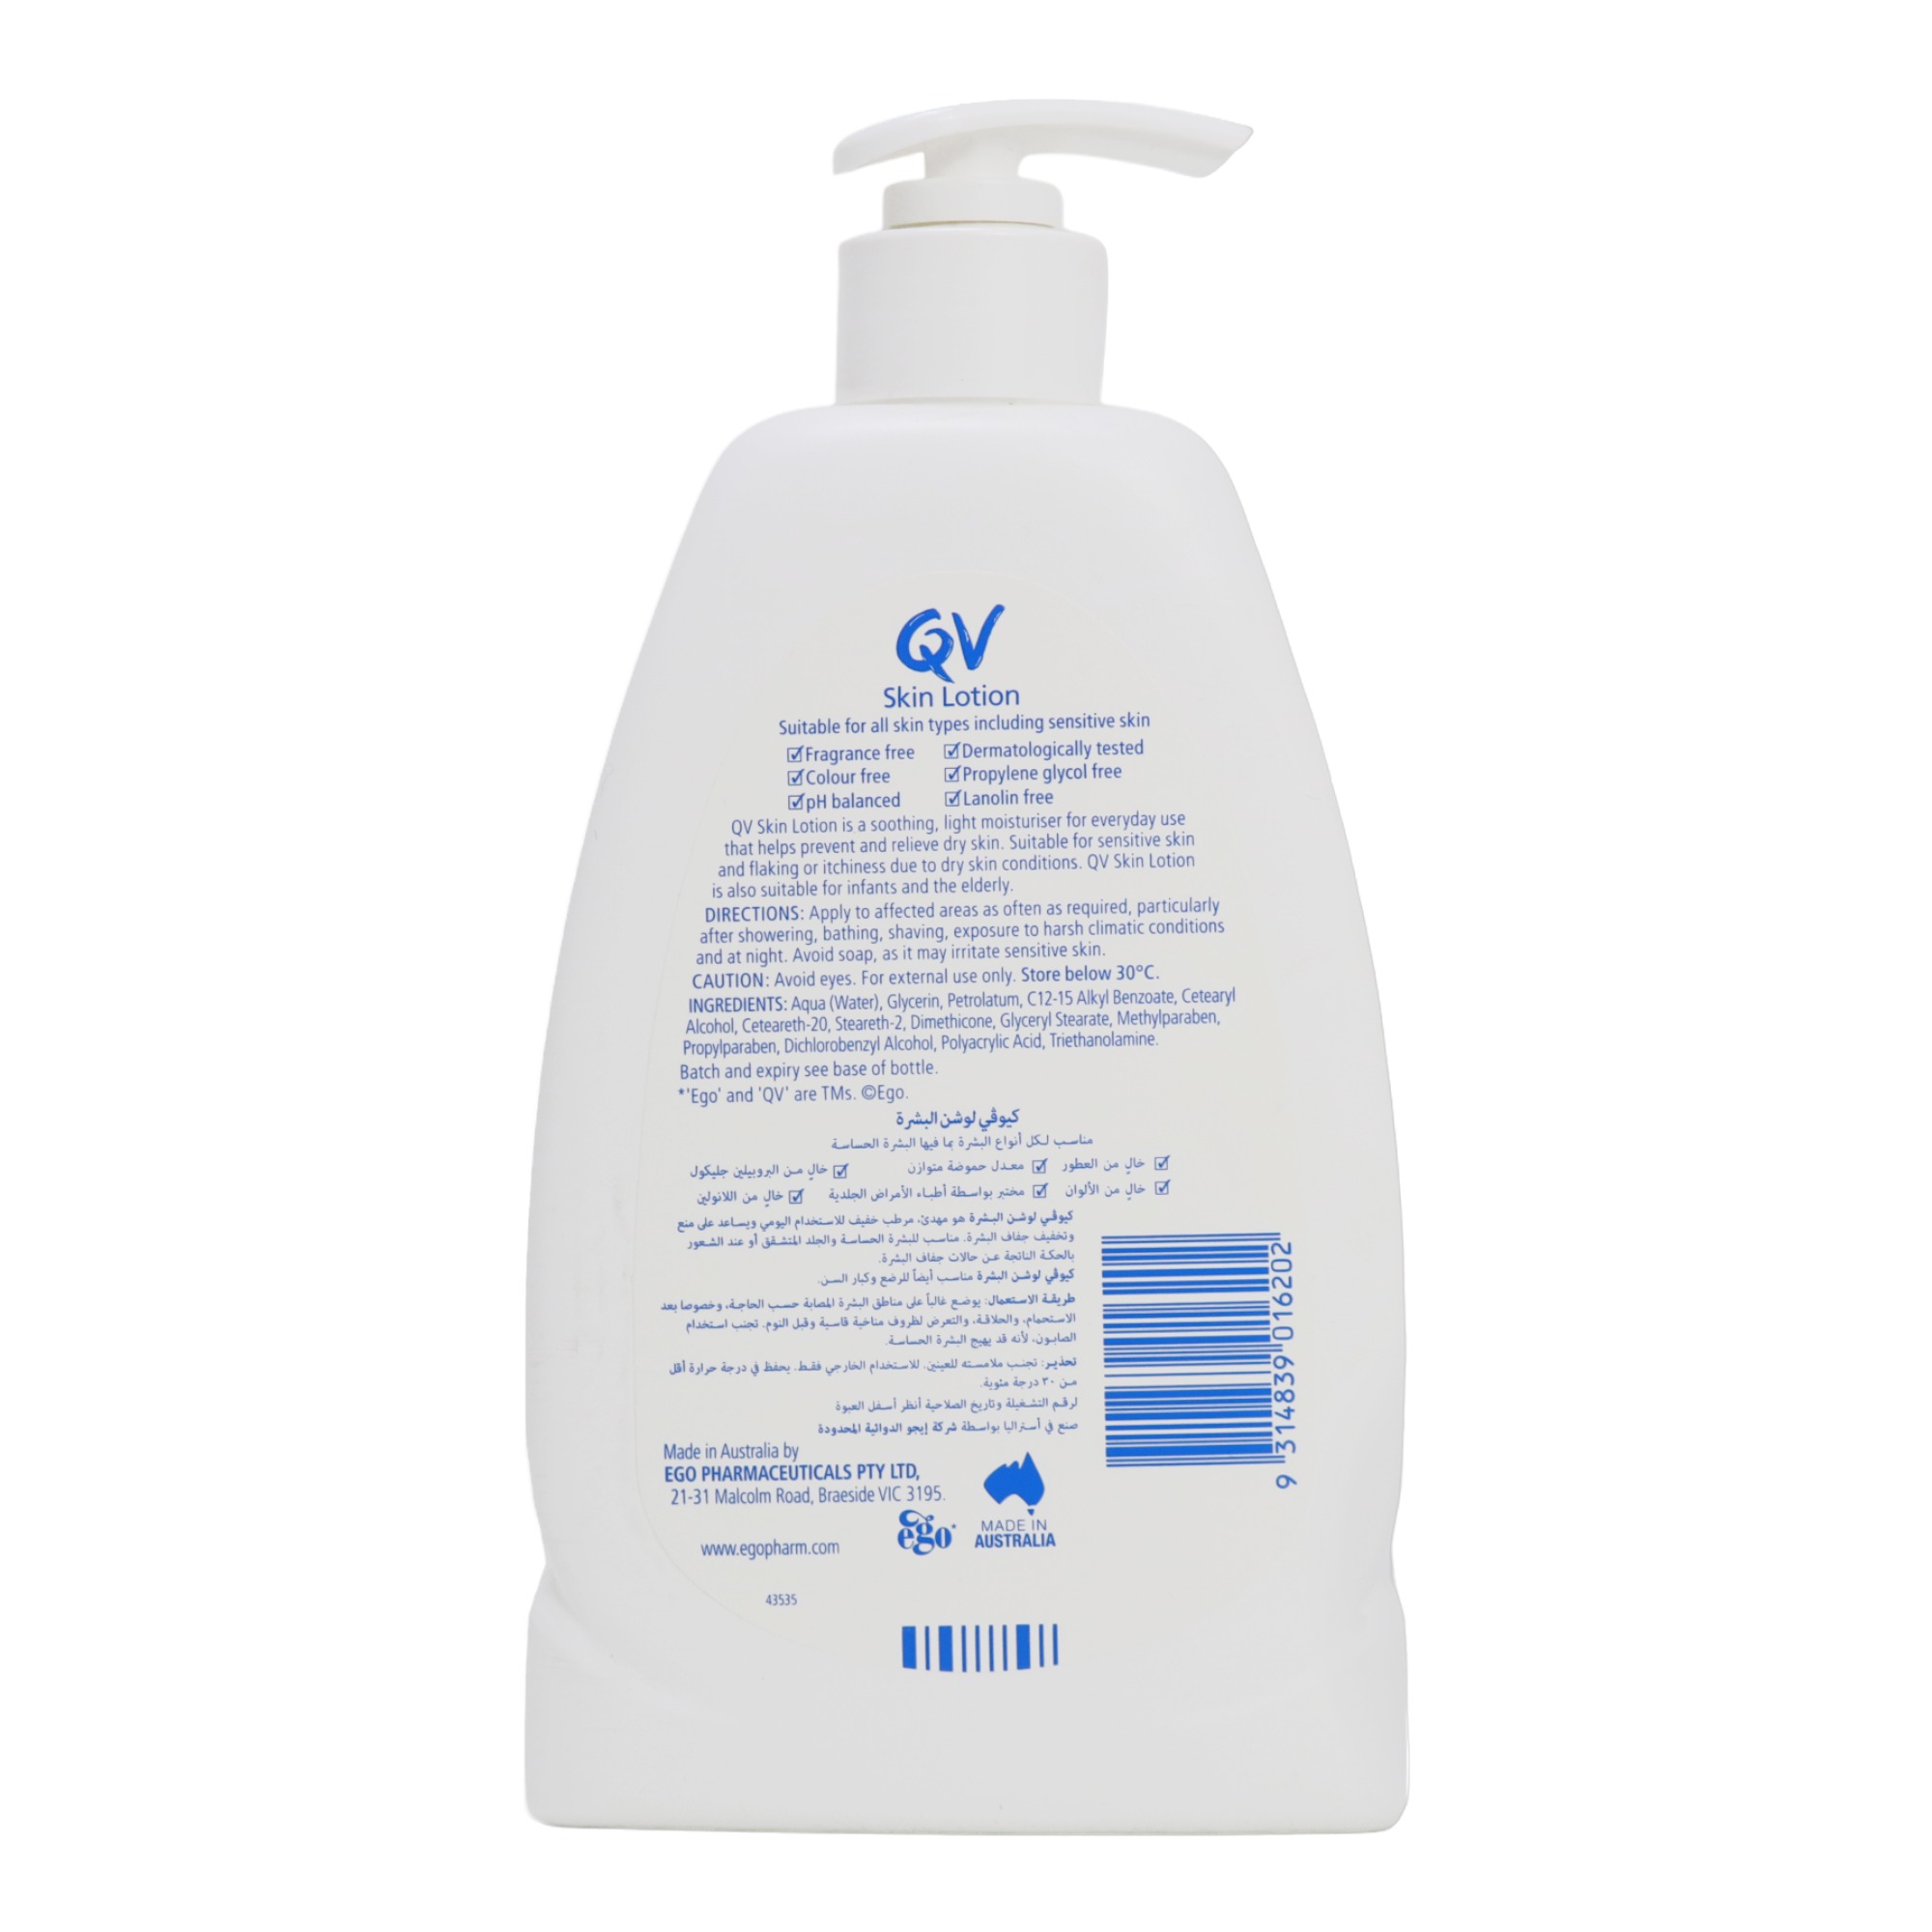 QV
Skin Lotion
Suitable for all skin types including sensitive skin
Fragrance free Dermatologically tested
Colour free Propylene glycol free
pH balanced Lanolin free
QV Skin Lotion is a soothing, light moisturiser for everyday use
that helps prevent and relieve dry skin. Suitable for sensitive skin
and flaking or itchiness due to dry skin conditions. QV Skin Lotion
is also suitable for infants and the elderly.
DIRECTIONS: Apply to affected areas as often as required, particularly
after showering, bathing, shaving, exposure to harsh climatic conditions
and at night. Avoid soap, as it may irritate sensitive skin.
CAUTION: Avoid eyes. For external use only. Store below 30°C.
INGREDIENTS: Aqua (Water), Glycerin, Petrolatum, C12-15 Alkyl Benzoate, Cetearyl
Alcohol, Ceteareth-20, Steareth-2, Dimethicone, Glyceryl Stearate, Methylparaben,
Propylparaben, Dichlorobenzyl Alcohol, Polyacrylic Acid, Triethanolamine.
Batch and expiry see base of bottle.
*'Ego' and 'QV' are TMs. ©Ego.
كيوڤي لوشن البشرة
مناسب لكل أنواع البشرة بما فيها البشرة الحساسة
خالٍ من العطور معدل حموضة متوازن خالٍ من البروبيلين جليكول
خالٍ من الألوان مختبر بواسطة أطباء الأمراض الجلدية خالٍ من اللانولين
كيوڤي لوشن البشرة هو مهدئ، مرطب خفيف للاستخدام اليومي ويساعد على منع
وتخفيف جفاف البشرة. مناسب للبشرة الحساسة والجلد المتشقق أو عند الشعور
بالحكة الناتجة عن حالات جفاف البشرة.
كيوڤي لوشن البشرة مناسب أيضاً للرضع وكبار السن.
طريقة الاستعمال: يوضع غالباً على مناطق البشرة المصابة حسب الحاجة، وخصوصا بعد
الاستحمام، والحلاقة، والتعرض لظروف مناخية قاسية وقبل النوم. تجنب استخدام
الصابون، لأنه قد يهيج البشرة الحساسة.
تحذير: تجنب ملامسته للعينين. للاستخدام الخارجي فقط. يحفظ في درجة حرارة أقل
من ٣٠ درجة مئوية.
لرقم التشغيلة وتاريخ الصلاحية أنظر أسفل العبوة
صنع في أستراليا بواسطة شركة إيجو الدوائية المحدودة
9 314839 016202
Made in Australia by
EGO PHARMACEUTICALS PTY LTD,
21-31 Malcolm Road, Braeside VIC 3195.
www.egopharm.com
ego*
MADE IN
AUSTRALIA
43535